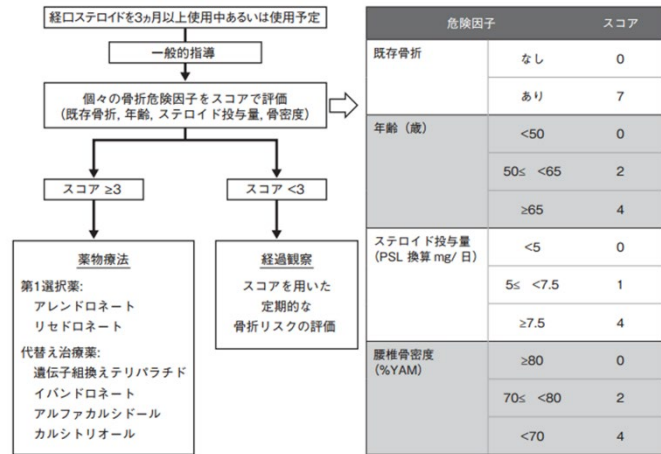 経口ステロイドを3ヵ月以上使用中あるいは使用予定
一般的指導
個々の骨折危険因子をスコアで評価
(既存骨折, 年齢, ステロイド投与量, 骨密度)
スコア ≥3
スコア <3
薬物療法
第1選択薬:
アレンドロネート
リセドロネート
代替え治療薬:
遺伝子組換えテリパラチド
イバンドロネート
アルファカルシドール
カルシトリオール
経過観察
スコアを用いた
定期的な
骨折リスクの評価
危険因子 スコア
既存骨折 なし 0
あり 7
年齢（歳） <50 0
50≤ <65 2
≥65 4
ステロイド投与量 <5 0
(PSL 換算 mg/日)
5≤ <7.5 1
≥7.5 4
腰椎骨密度 ≥80 0
(%YAM)
70≤ <80 2
<70 4